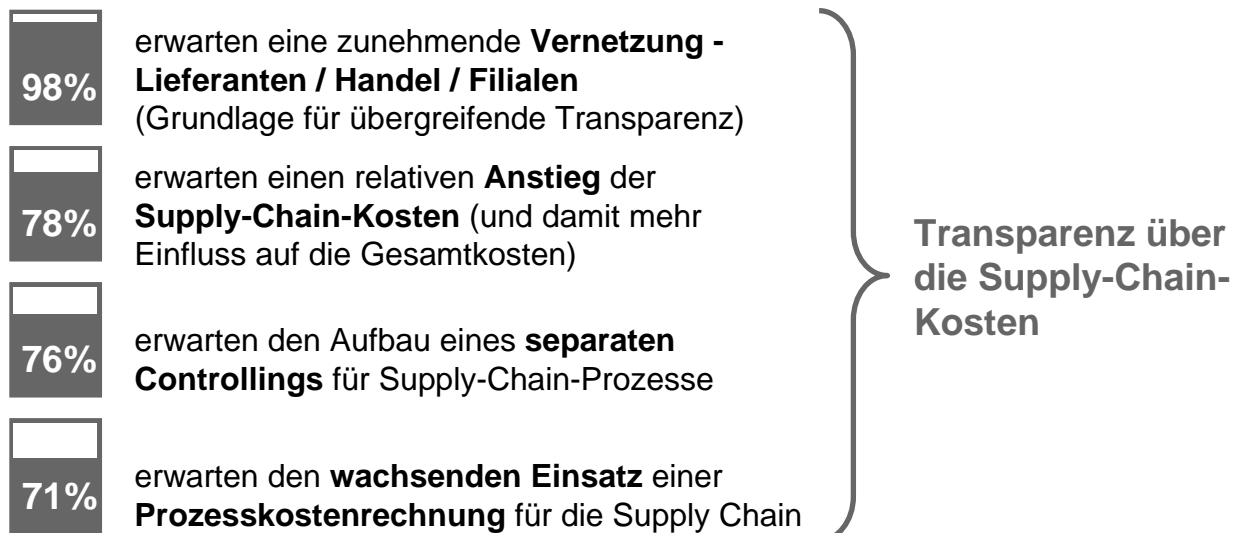 98%
erwarten eine zunehmende Vernetzung -
Lieferanten / Handel / Filialen
(Grundlage für übergreifende Transparenz)
78%
erwarten einen relativen Anstieg der
Supply-Chain-Kosten (und damit mehr
Einfluss auf die Gesamtkosten)
76%
erwarten den Aufbau eines separaten
Controllings für Supply-Chain-Prozesse
71%
erwarten den wachsenden Einsatz einer
Prozesskostenrechnung für die Supply Chain
Transparenz über
die Supply-Chain-
Kosten